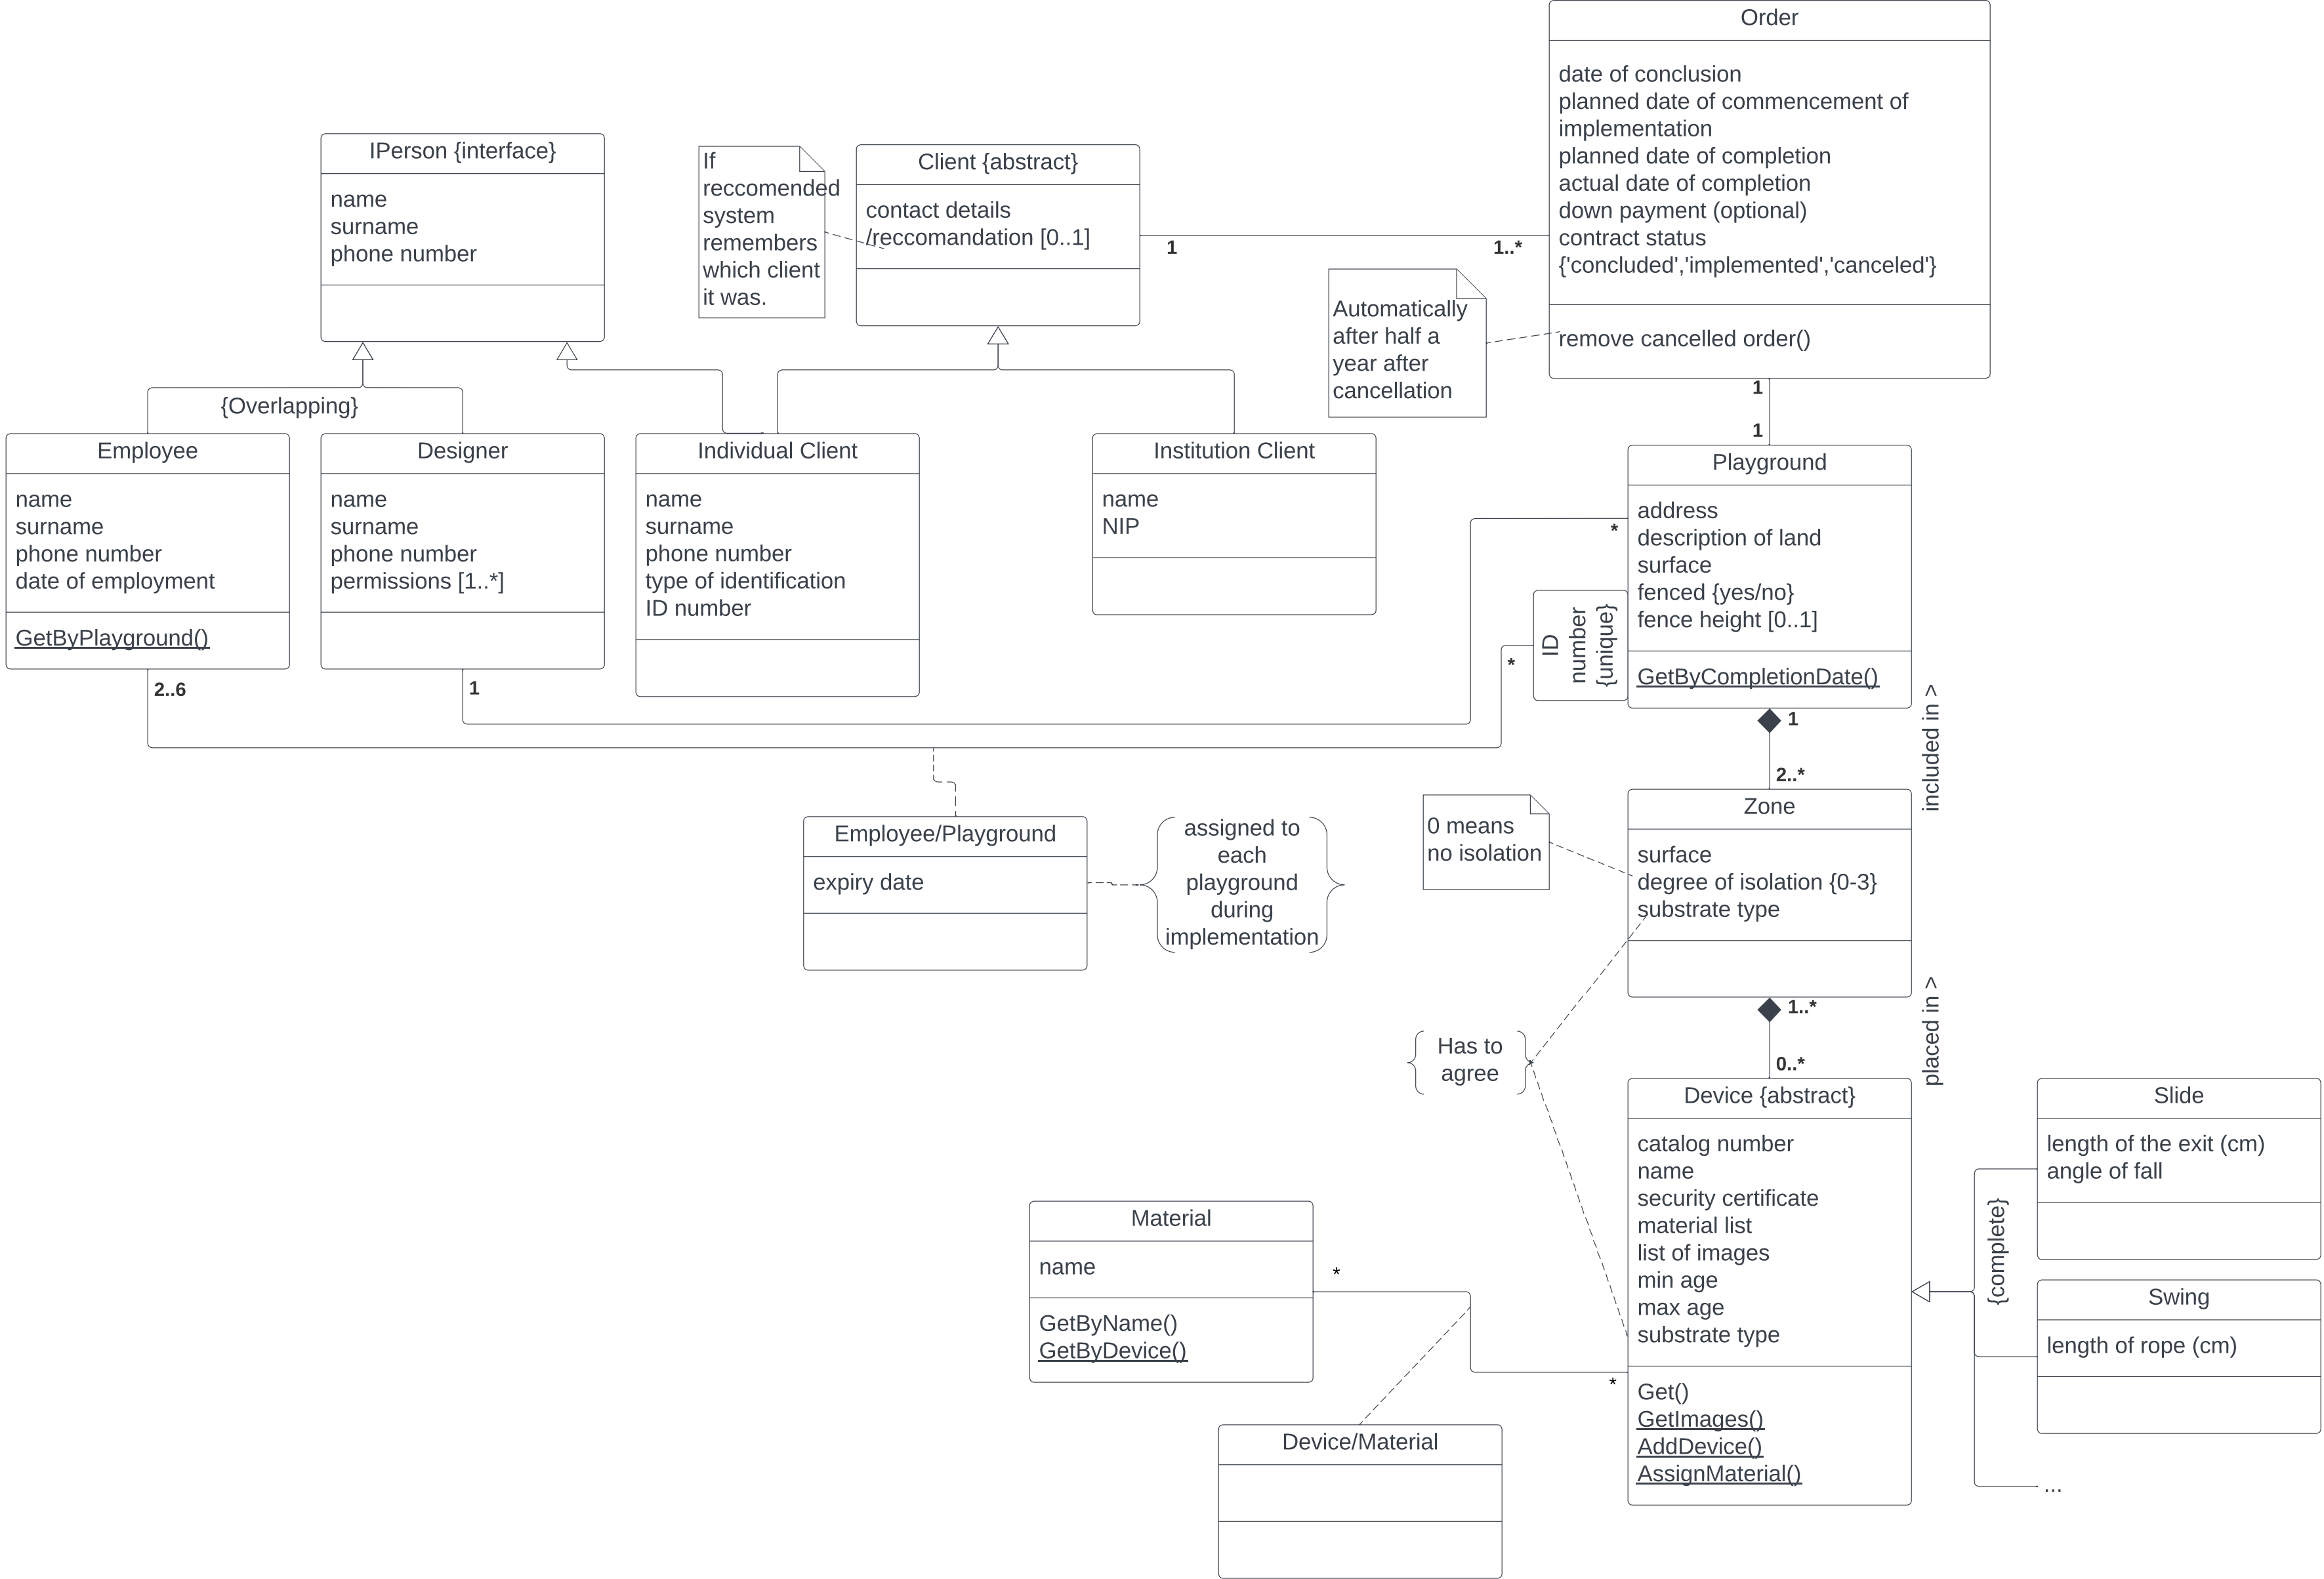 Order
date of conclusion
planned date of commencement of
implementation
planned date of completion
actual date of completion
down payment (optional)
contract status
{'concluded','implemented','canceled'}
remove cancelled order()
IPerson {interface}
name
surname
phone number
If
reccomended
system
remembers
which client
it was.
Client {abstract}
contact details
/reccomandation [0..1]
1
1..*
Automatically
after half a
year after
cancellation
{Overlapping}
Employee
name
surname
phone number
date of employment
GetByPlayground()
2..6
Designer
name
surname
phone number
permissions [1..*]
1
Individual Client
name
surname
phone number
type of identification
ID number
Institution Client
name
NIP
1
1
Playground
address
description of land
surface
fenced {yes/no}
fence height [0..1]
GetByCompletionDate()
*
*
ID
number
{unique}
1
2..*
included in >
Employee/Playground
expiry date
assigned to
each
playground
during
implementation
0 means
no isolation
Zone
surface
degree of isolation {0-3}
substrate type
1..*
0..*
placed in >
Has to
agree
Device {abstract}
catalog number
name
security certificate
material list
list of images
min age
max age
substrate type
Get()
GetImages()
AddDevice()
AssignMaterial()
Slide
length of the exit (cm)
angle of fall
{complete}
Swing
length of rope (cm)
...
Material
name
GetByName()
GetByDevice()
*
*
Device/Material